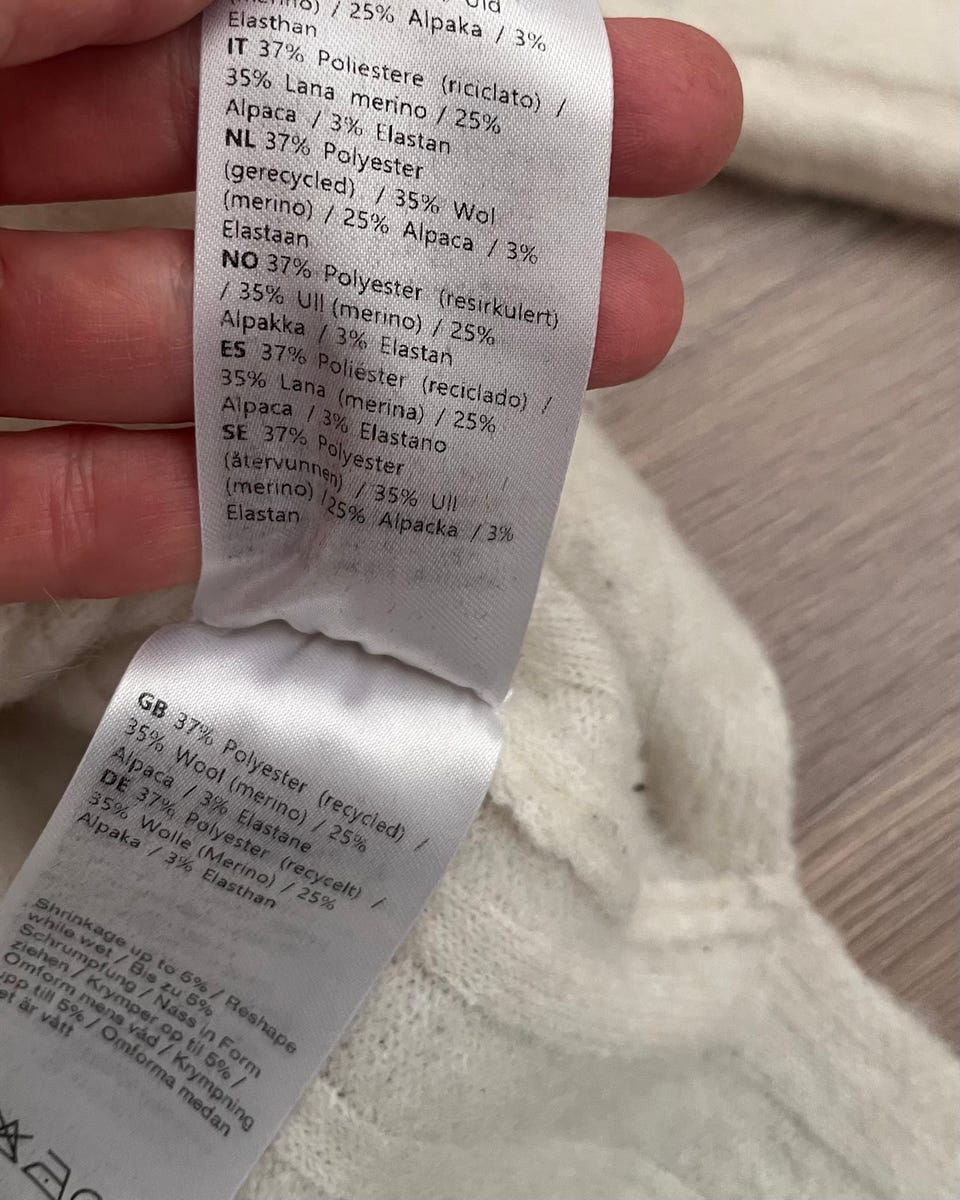 / 25% Alpaka / 3%
Elasthan
IT 37% Poliestere (riciclato) /
35% Lana merino / 25%
Alpaca / 3% Elastan
NL 37% Polyester
(gerecycled) / 35% Wol
(merino) / 25% Alpaca / 3%
Elastaan
NO 37% Polyester (resirkulert)
/ 35% Ull (merino) / 25%
Alpakka / 3% Elastan
ES 37% Poliéster (reciclado) /
35% Lana (merina) / 25%
Alpaca / 3% Elastano
SE 37% Polyester
(återvunnen) / 35% Ull
(merino) /25% Alpacka / 3%
Elastan
GB 37% Polyester (recycled) /
35% Wool (merino) / 25%
Alpaca / 3% Elastane
DE 37% Polyester (recycelt) /
35% Wolle (Merino) / 25%
Alpaka / 3% Elasthan
Shrinkage up to 5% / Reshape
while wet / Bis zu 5%
Schrumpfung / Nass in Form
ziehen / Krymper op til 5% /
Omform mens våd / Krympning
upp till 5% / Omforma medan
är vått